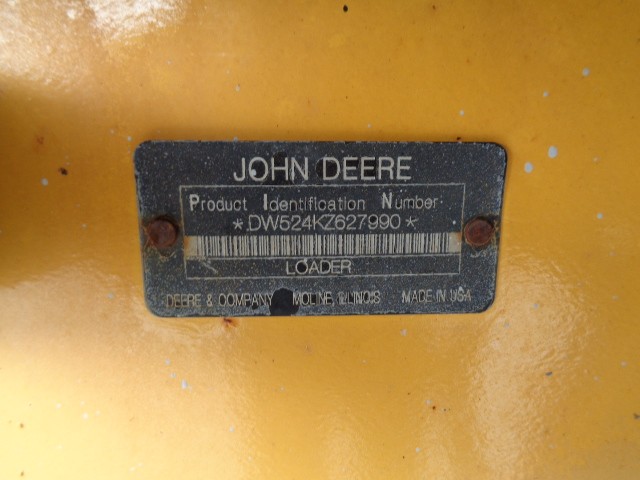 JOHN DEERE
Product Identification Number
*DW524KZ627990*
LOADER
DEERE & COMPANY MOLINE, ILLINOIS MADE IN USA